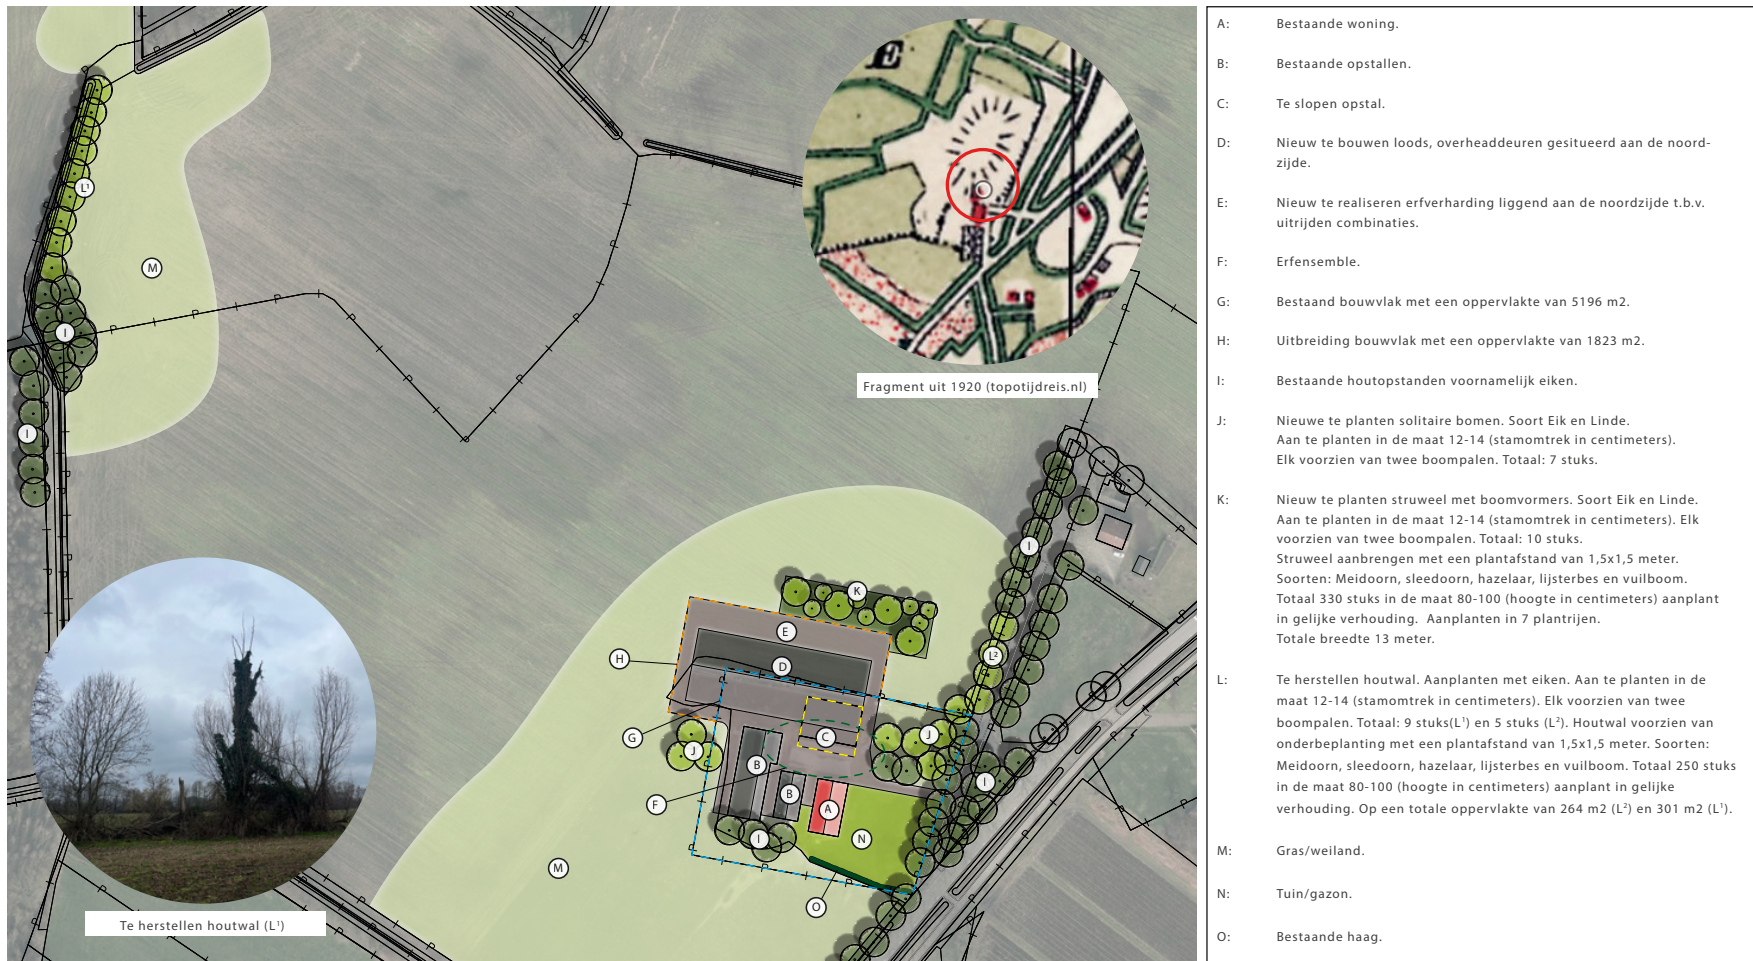 E
Fragment uit 1920 (topotijdreis.nl)
L¹
M
I
I
Te herstellen houtwal (L¹)
K
E
H
D
G
J
C
J
B
B
F
A
I
N
M
O
I
L²
I
A: Bestaande woning.
B: Bestaande opstallen.
C: Te slopen opstal.
D: Nieuw te bouwen loods, overheaddeuren gesitueerd aan de noord-
zijde.
E: Nieuw te realiseren erfverharding liggend aan de noordzijde t.b.v.
uitrijden combinaties.
F: Erfensemble.
G: Bestaand bouwvlak met een oppervlakte van 5196 m2.
H: Uitbreiding bouwvlak met een oppervlakte van 1823 m2.
I: Bestaande houtopstanden voornamelijk eiken.
J: Nieuwe te planten solitaire bomen. Soort Eik en Linde.
Aan te planten in de maat 12-14 (stamomtrek in centimeters).
Elk voorzien van twee boompalen. Totaal: 7 stuks.
K: Nieuw te planten struweel met boomvormers. Soort Eik en Linde.
Aan te planten in de maat 12-14 (stamomtrek in centimeters). Elk
voorzien van twee boompalen. Totaal: 10 stuks.
Struweel aanbrengen met een plantafstand van 1,5x1,5 meter.
Soorten: Meidoorn, sleedoorn, hazelaar, lijsterbes en vuilboom.
Totaal 330 stuks in de maat 80-100 (hoogte in centimeters) aanplant
in gelijke verhouding. Aanplanten in 7 plantrijen.
Totale breedte 13 meter.
L: Te herstellen houtwal. Aanplanten met eiken. Aan te planten in de
maat 12-14 (stamomtrek in centimeters). Elk voorzien van twee
boompalen. Totaal: 9 stuks(L¹) en 5 stuks (L²). Houtwal voorzien van
onderbeplanting met een plantafstand van 1,5x1,5 meter. Soorten:
Meidoorn, sleedoorn, hazelaar, lijsterbes en vuilboom. Totaal 250 stuks
in de maat 80-100 (hoogte in centimeters) aanplant in gelijke
verhouding. Op een totale oppervlakte van 264 m2 (L²) en 301 m2 (L¹).
M: Gras/weiland.
N: Tuin/gazon.
O: Bestaande haag.